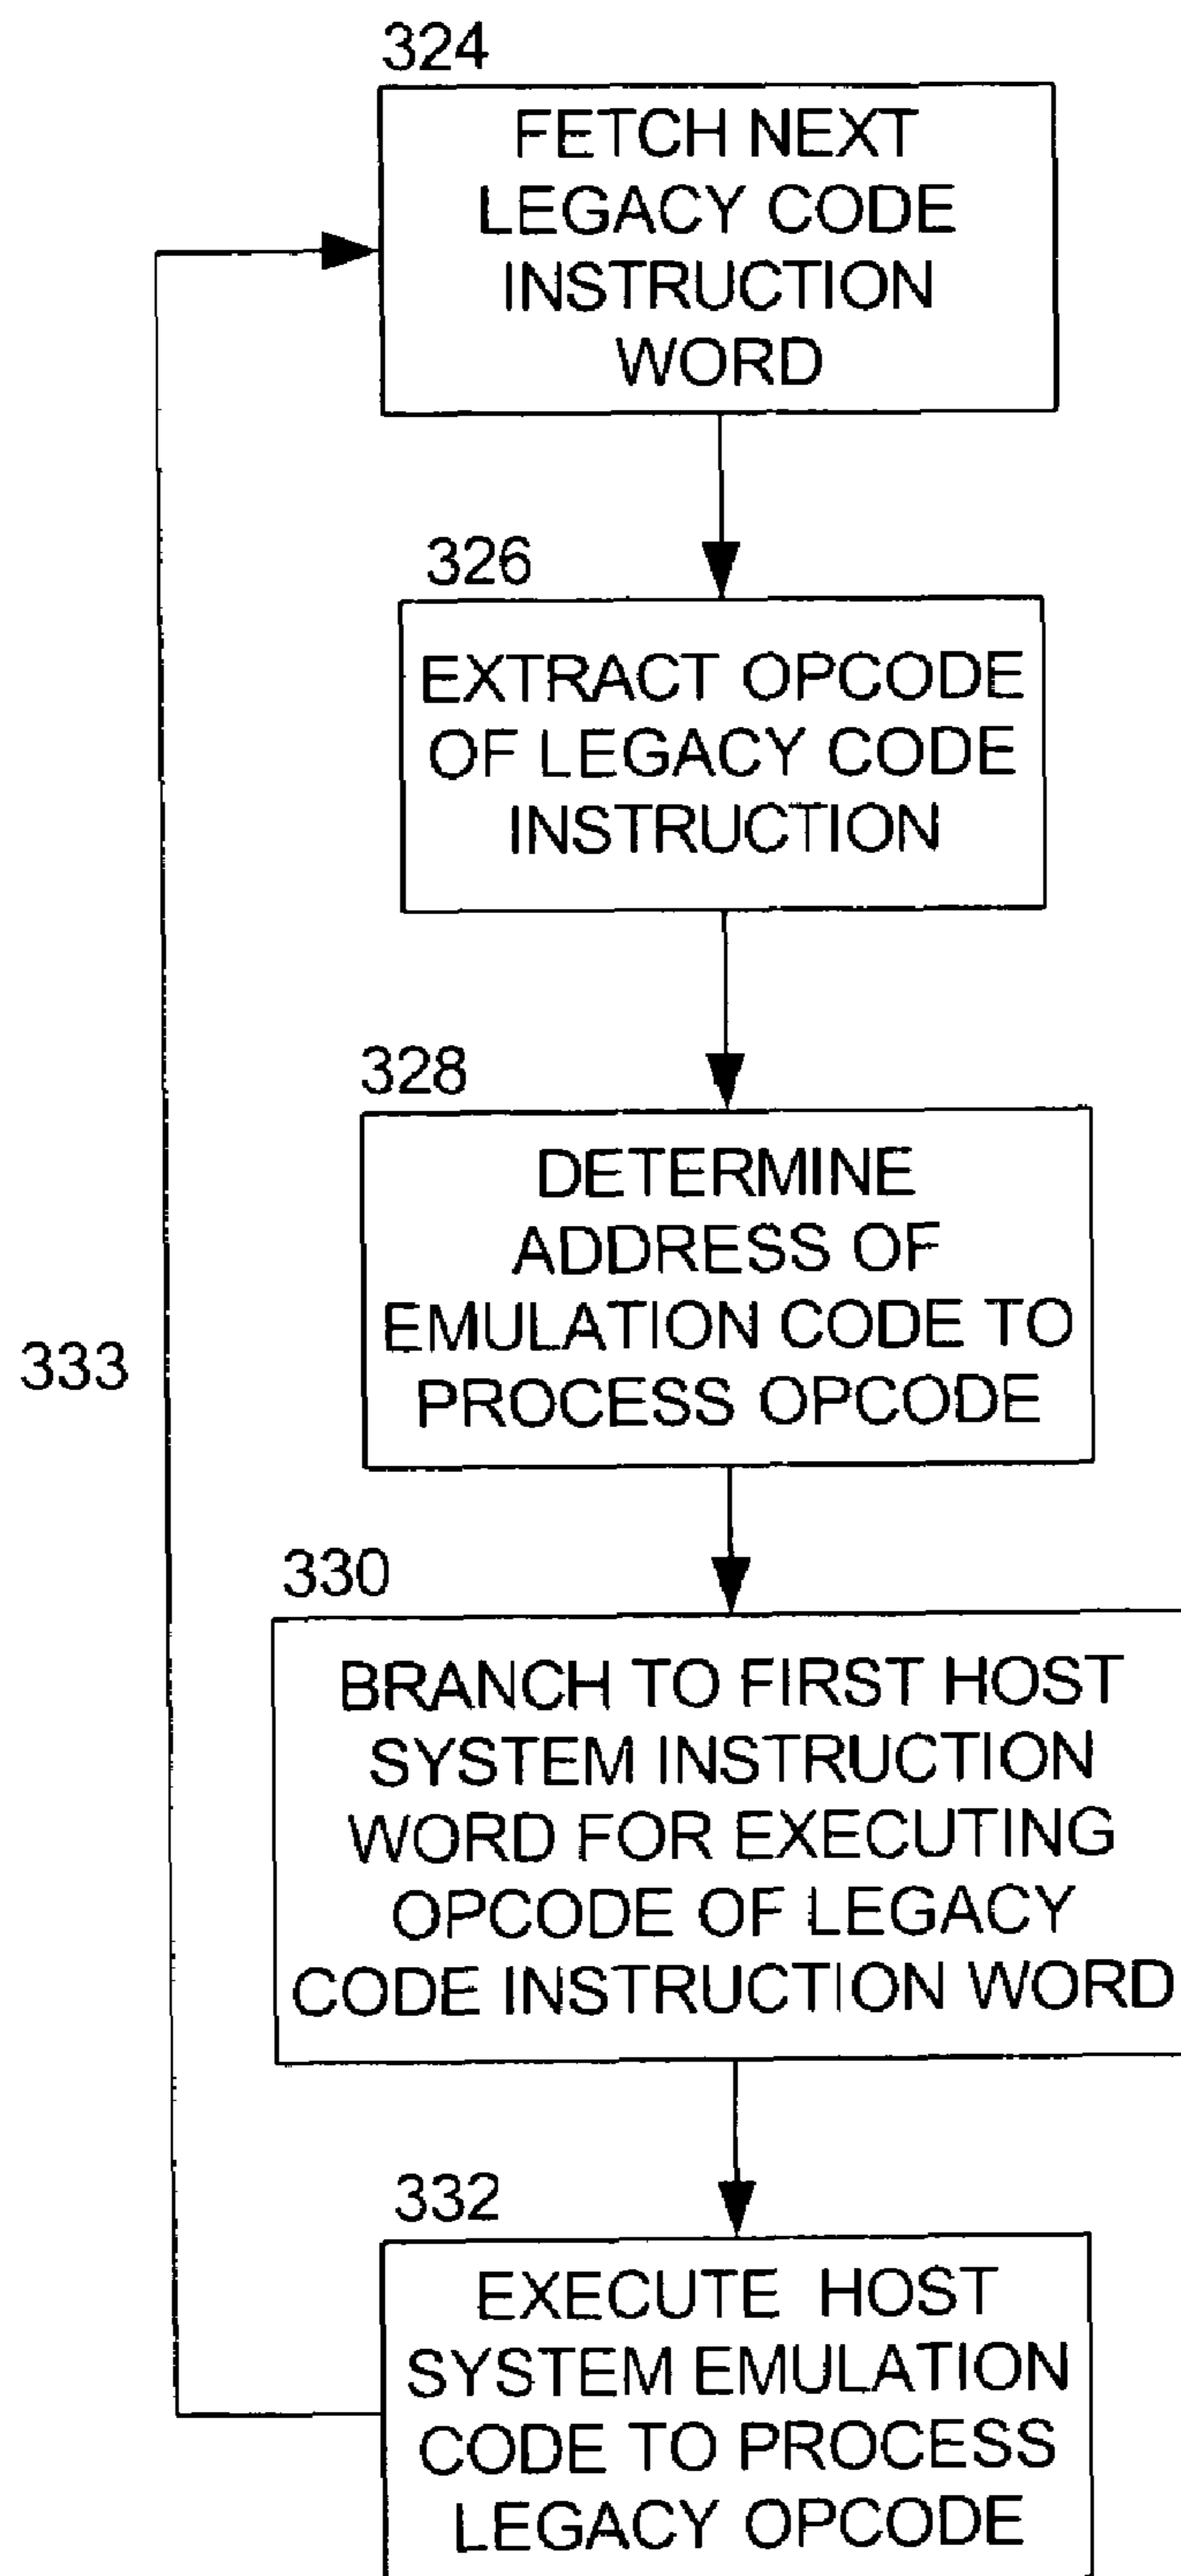 324
FETCH NEXT
LEGACY CODE
INSTRUCTION
WORD
326
EXTRACT OPCODE
OF LEGACY CODE
INSTRUCTION
328
DETERMINE
ADDRESS OF
EMULATION CODE TO
PROCESS OPCODE
333
330
BRANCH TO FIRST HOST
SYSTEM INSTRUCTION
WORD FOR EXECUTING
OPCODE OF LEGACY
CODE INSTRUCTION WORD
332
EXECUTE HOST
SYSTEM EMULATION
CODE TO PROCESS
LEGACY OPCODE